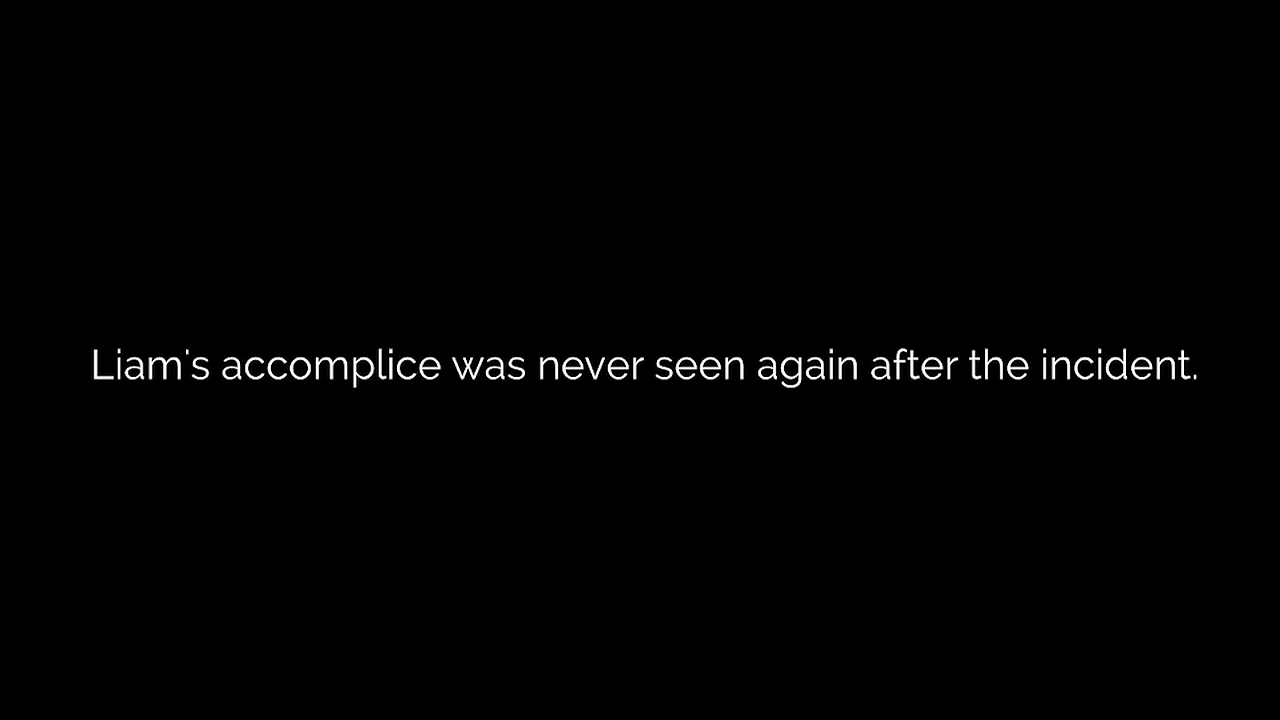 Liam's accomplice was never seen again after the incident.